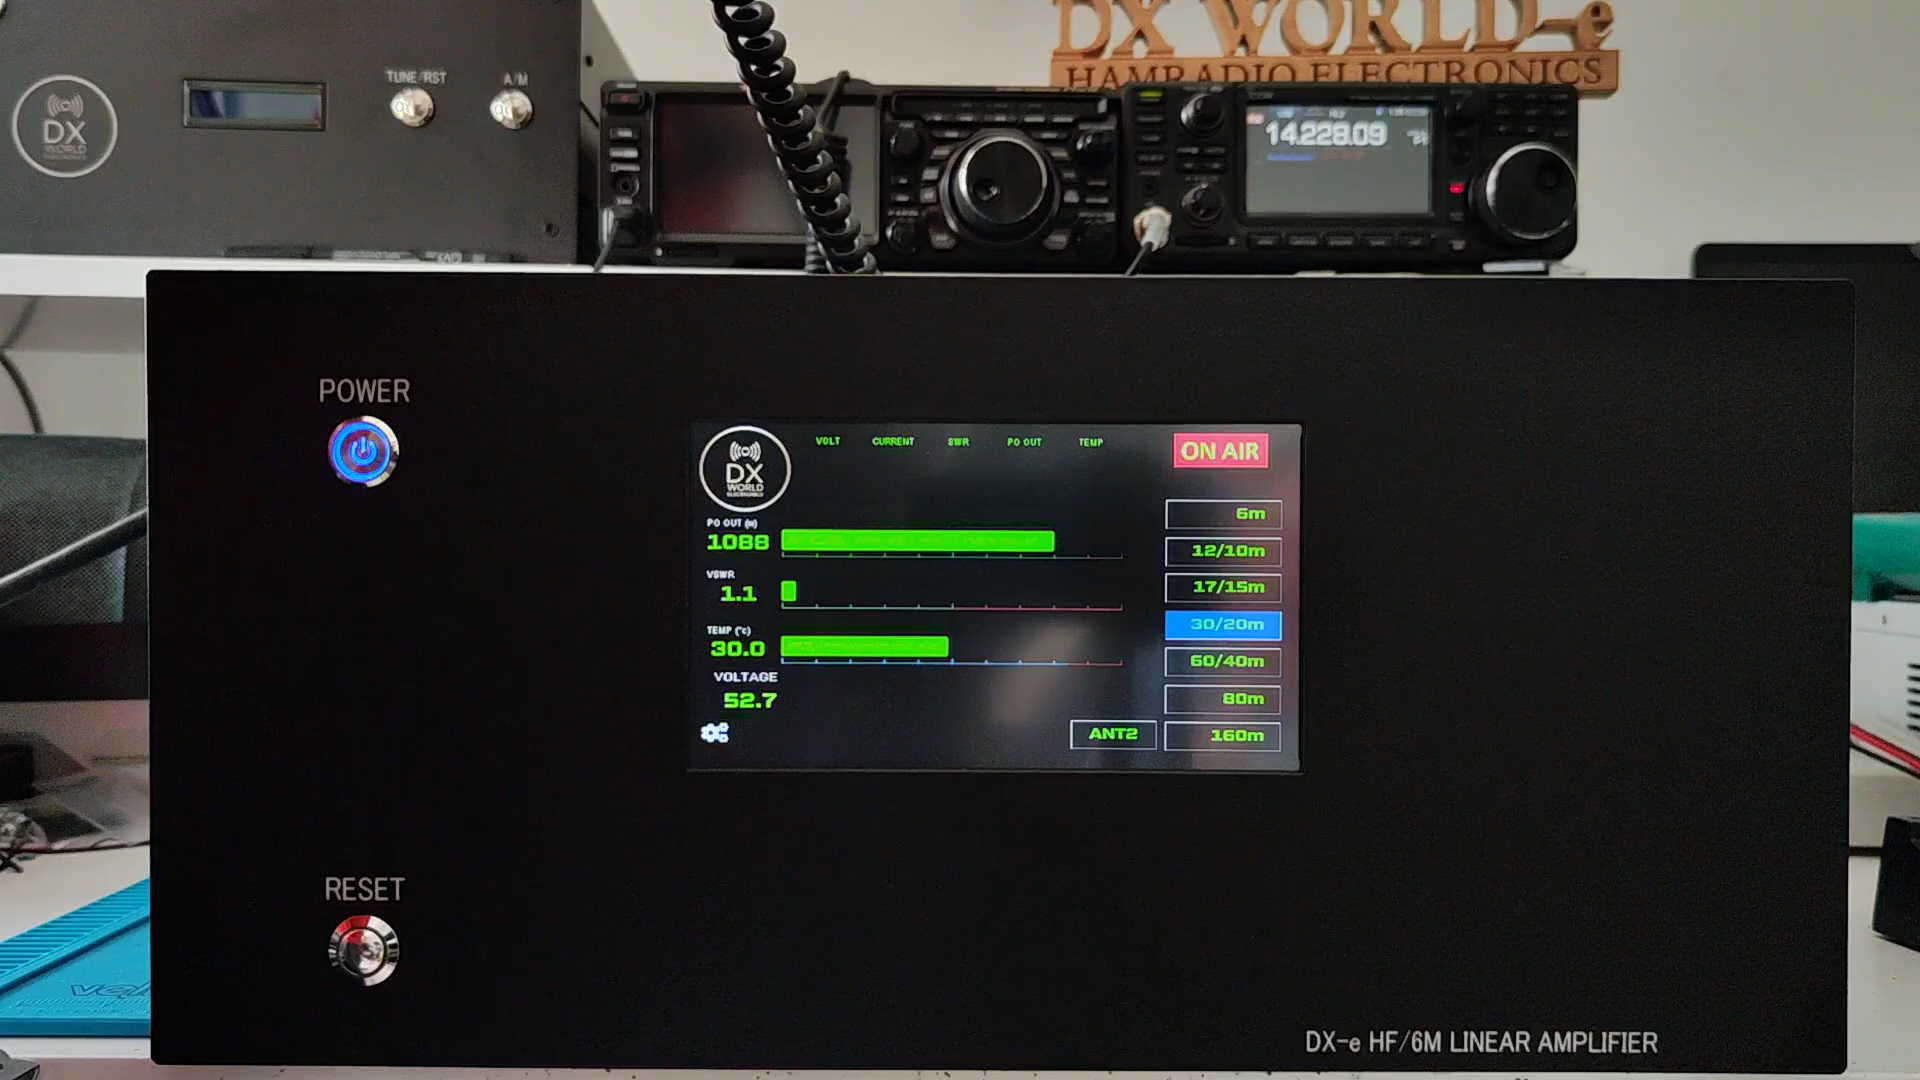 DX WORLD-e
HAMRADIO ELECTRONICS
TUNE/RST
A/M
DX
WORLD
14.228.09
POWER
DX
WORLD
ELECTRONICS
VOLT
CURRENT
SWR
PO OUT
TEMP
ON AIR
PO OUT (W)
1088
VSWR
1.1
TEMP (°c)
30.0
VOLTAGE
52.7
6m
12/10m
17/15m
30/20m
60/40m
80m
160m
ANT2
RESET
DX-e HF/6M LINEAR AMPLIFIER